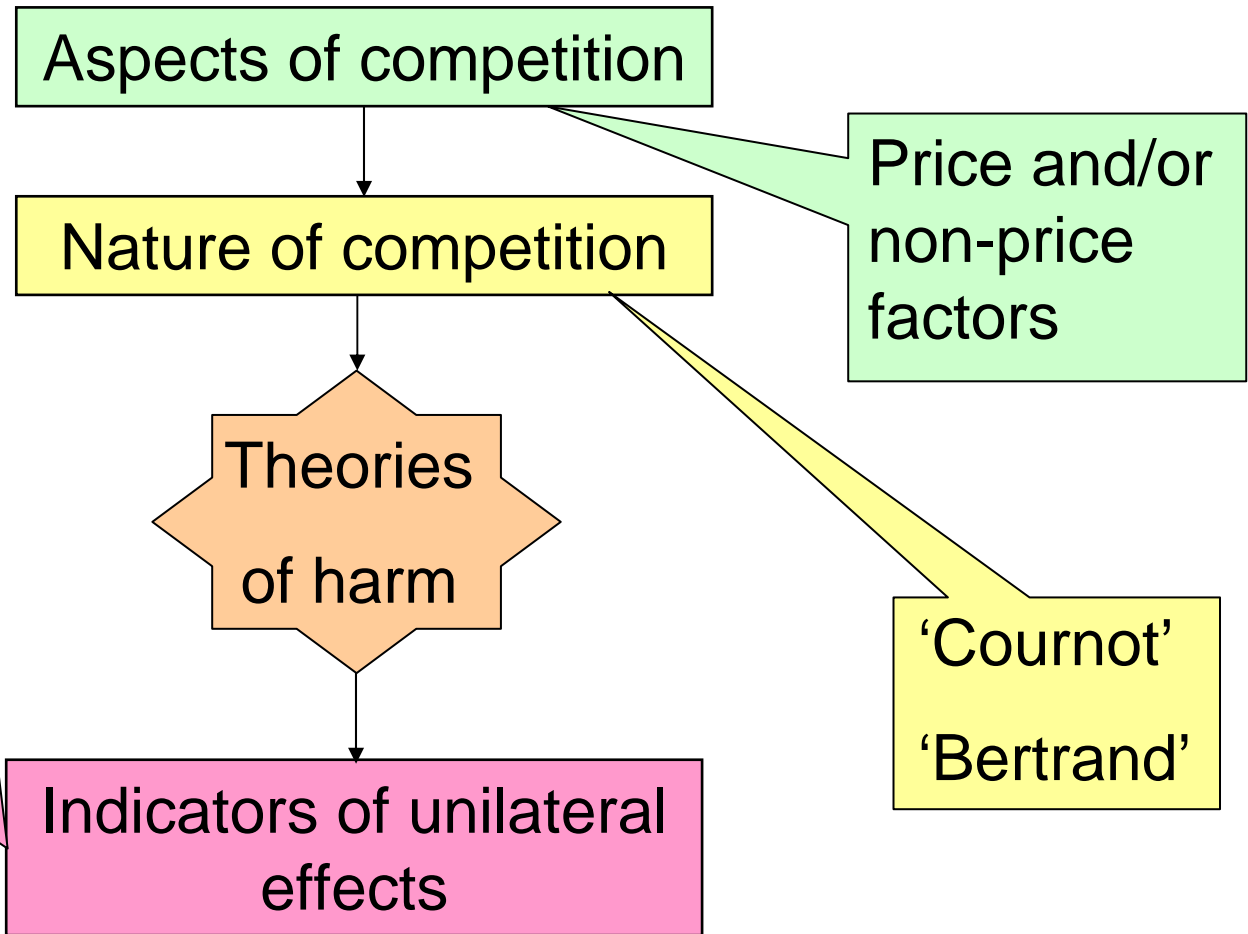 Aspects of competition
Price and/or
non-price
factors
Nature of competition
‘Cournot’
‘Bertrand’
Theories
of harm
Indicators of unilateral
effects